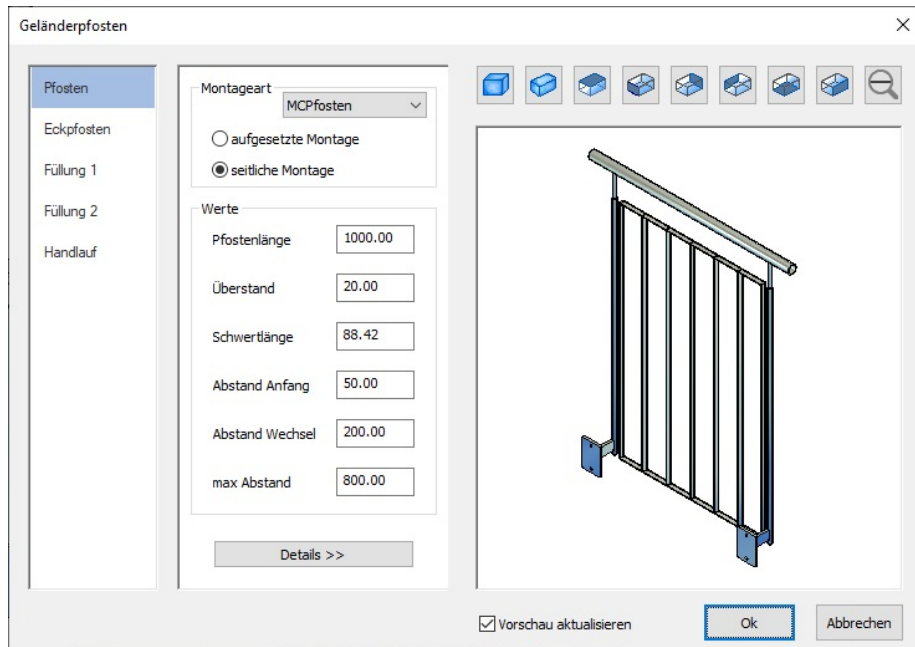 Geländerpfosten
Pfosten
Eckpfosten
Füllung 1
Füllung 2
Handlauf
Montageart
MCPfosten
aufgesetzte Montage
seitliche Montage
Werte
Pfostenlänge 1000.00
Überstand 20.00
Schwertlänge 88.42
Abstand Anfang 50.00
Abstand Wechsel 200.00
max Abstand 800.00
Details >>
Vorschau aktualisieren
Ok
Abbrechen